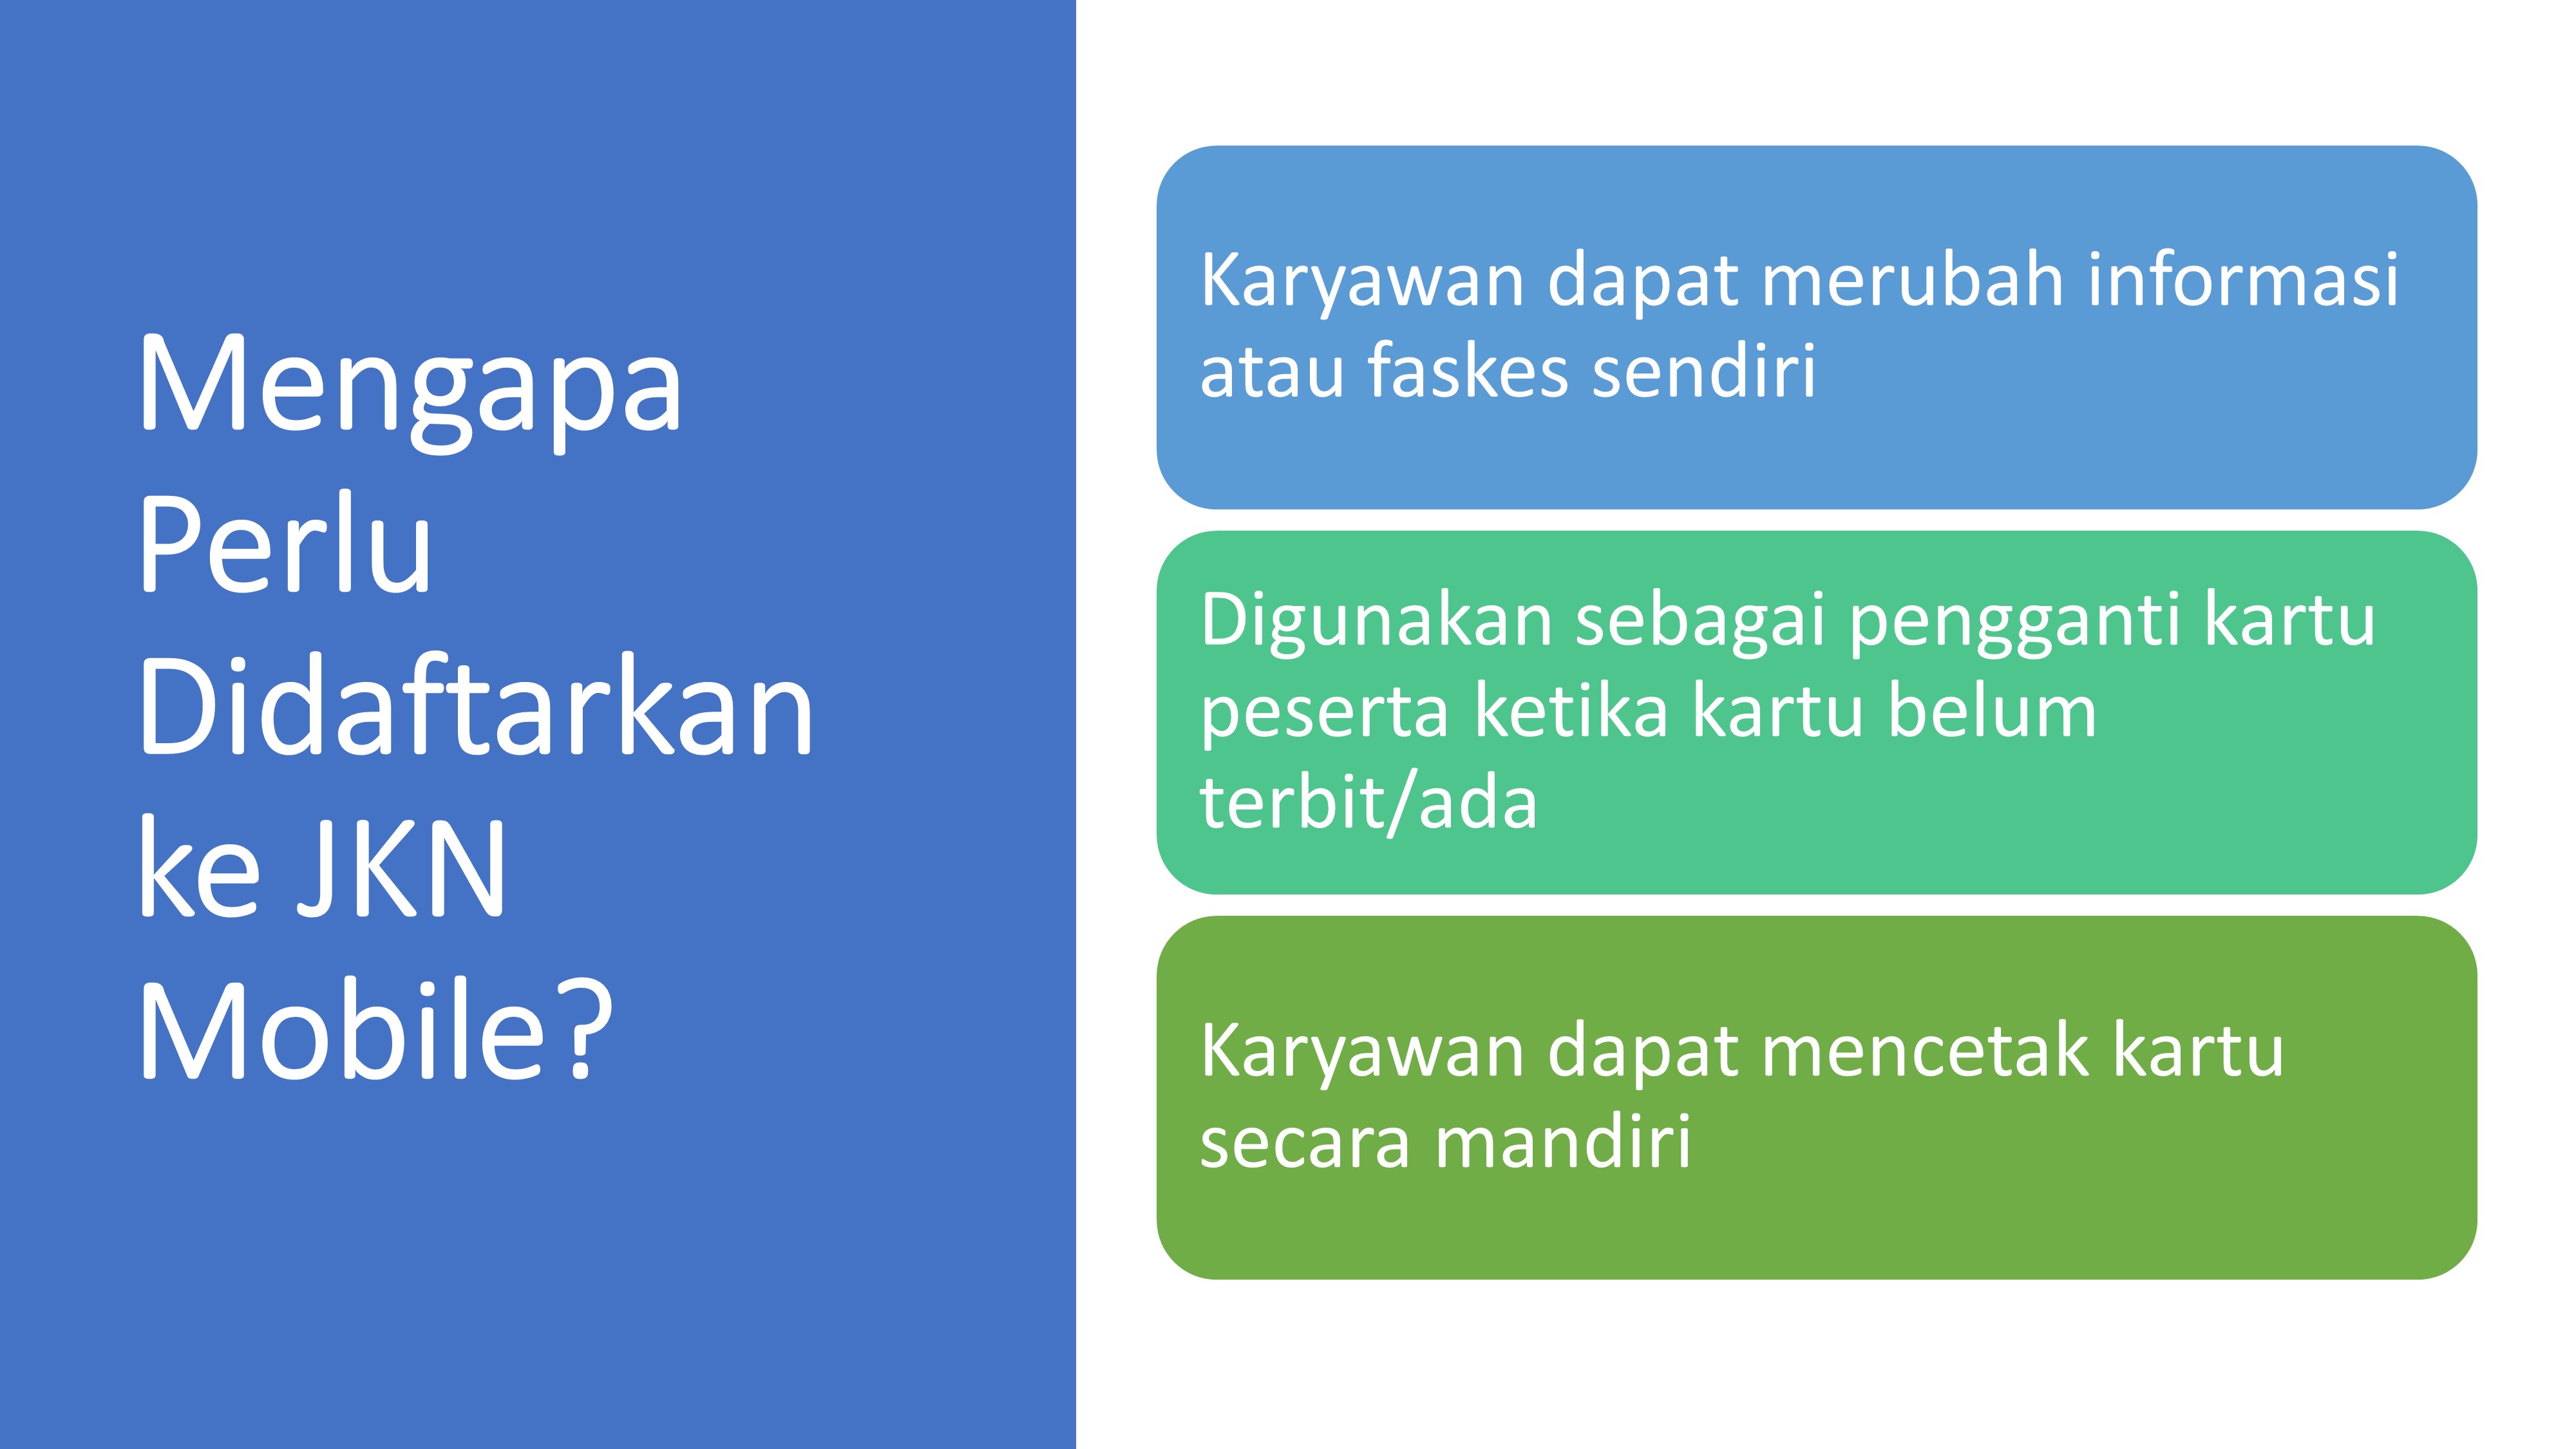 Mengapa
Perlu
Didaftarkan
ke JKN
Mobile?
Karyawan dapat merubah informasi
atau faskes sendiri
Digunakan sebagai pengganti kartu
peserta ketika kartu belum
terbit/ada
Karyawan dapat mencetak kartu
secara mandiri